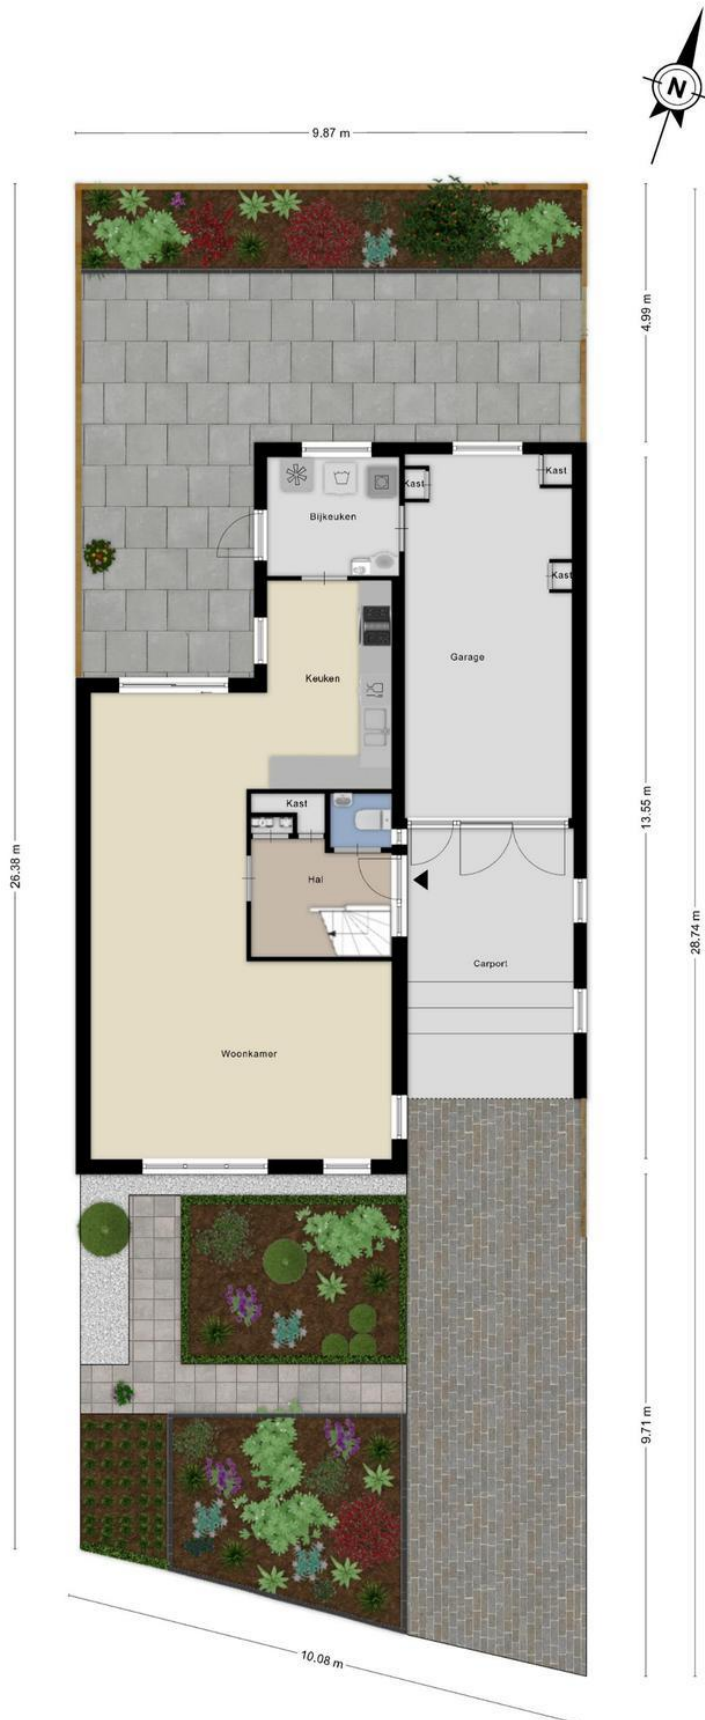 N
9.87 m
4.99 m
Kast
Kast
Bijkeuken
Kast
Garage
Keuken
13.55 m
Kast
26.38 m
Hal
28.74 m
Carport
Woonkamer
9.71 m
10.08 m